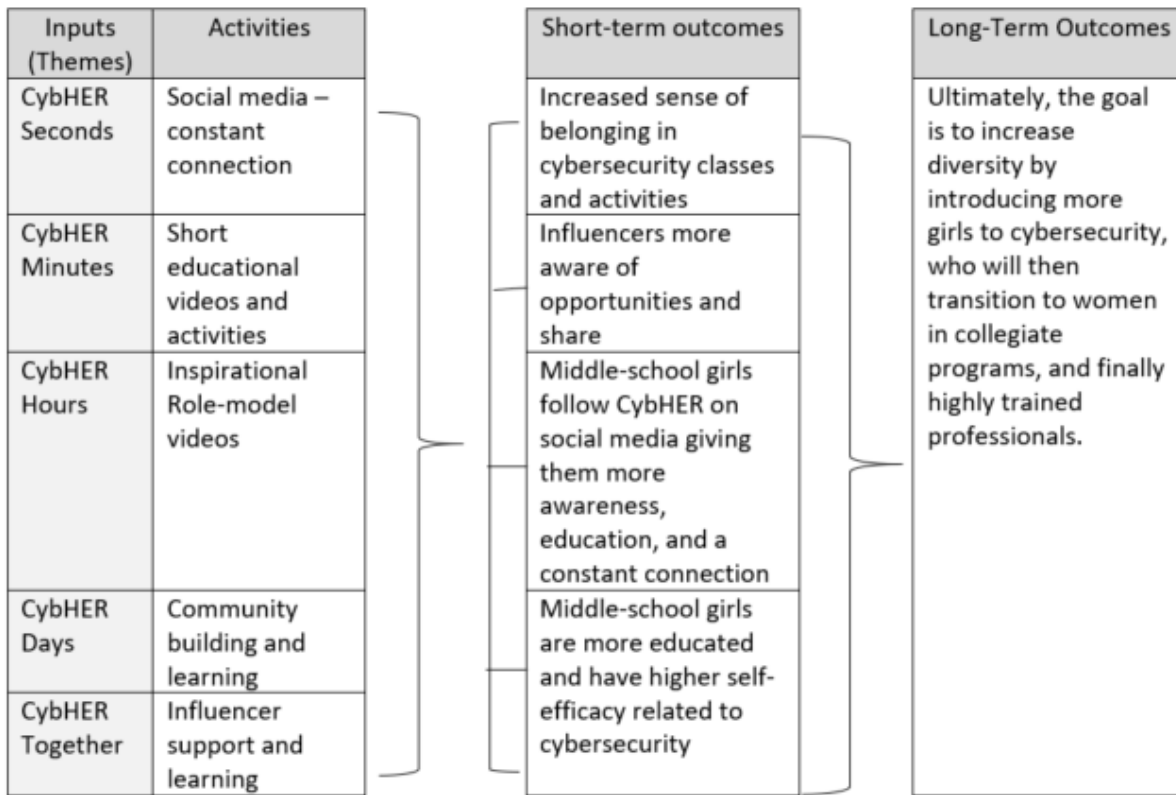 Inputs
(Themes)
Activities
CybHER
Seconds
Social media –
constant
connection
CybHER
Minutes
Short
educational
videos and
activities
CybHER
Hours
Inspirational
Role-model
videos
CybHER
Days
Community
building and
learning
CybHER
Together
Influencer
support and
learning
Short-term outcomes
Increased sense of
belonging in
cybersecurity classes
and activities
Influencers more
aware of
opportunities and
share
Middle-school girls
follow CybHER on
social media giving
them more
awareness,
education, and a
constant connection
Middle-school girls
are more educated
and have higher self-
efficacy related to
cybersecurity
Long-Term Outcomes
Ultimately, the goal
is to increase
diversity by
introducing more
girls to cybersecurity,
who will then
transition to women
in collegiate
programs, and finally
highly trained
professionals.